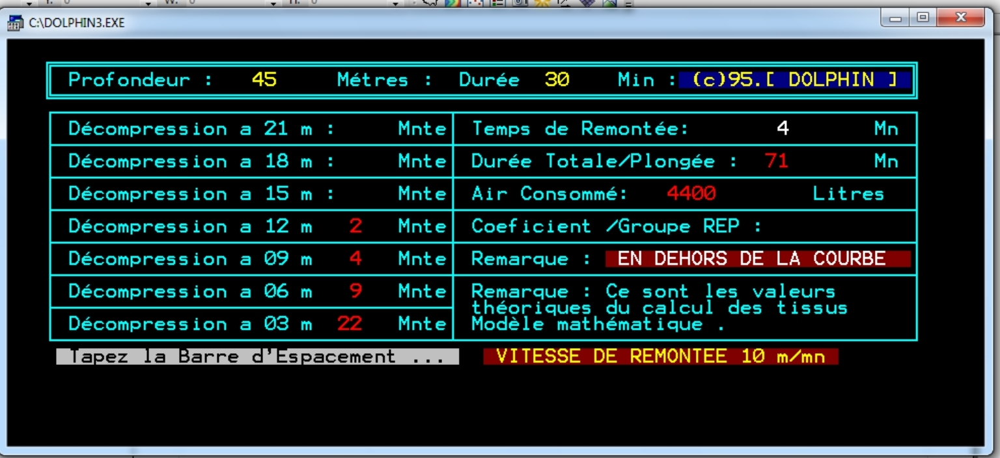 Y: 0 W: 0 H: 0
C:\DOLPHIN3.EXE
Profondeur : 45 Métres : Durée 30 Min : (c)95.[ DOLPHIN ]
Décompression a 21 m : Mnte
Décompression a 18 m : Mnte
Décompression a 15 m : Mnte
Décompression a 12 m 2 Mnte
Décompression a 09 m 4 Mnte
Décompression a 06 m 9 Mnte
Décompression a 03 m 22 Mnte
Temps de Remontée: 4 Mn
Durée Totale/Plongée : 71 Mn
Air Consommé: 4400 Litres
Coeficient /Groupe REP :
Remarque : EN DEHORS DE LA COURBE
Remarque : Ce sont les valeurs
théoriques du calcul des tissus
Modèle mathématique .
Tapez la Barre d'Espacement ...
VITESSE DE REMONTEE 10 m/mn